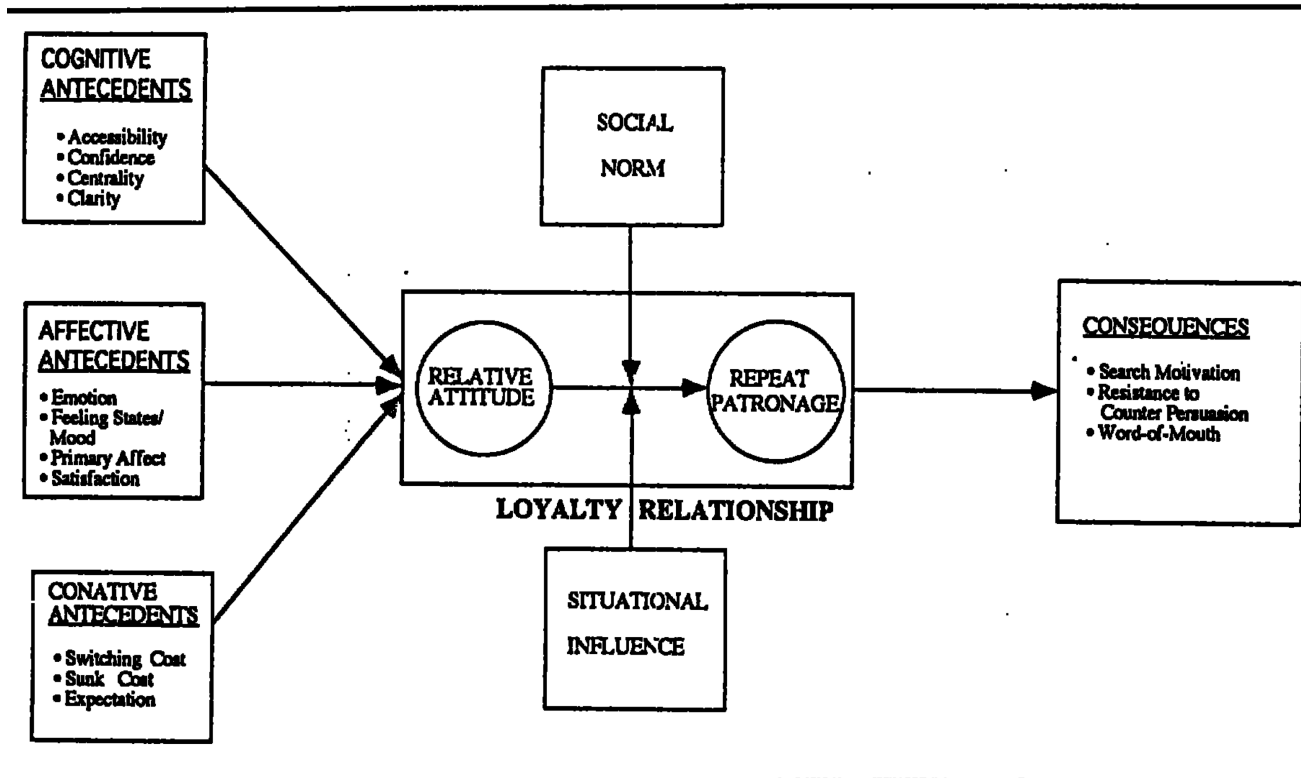 COGNITIVE
ANTECEDENTS
• Accessibility
• Confidence
• Centrality
• Clarity
AFFECTIVE
ANTECEDENTS
• Emotion
• Feeling States/
Mood
• Primary Affect
• Satisfaction
CONATIVE
ANTECEDENTS
• Switching Cost
• Sunk Cost
• Expectation
SOCIAL
NORM
RELATIVE
ATTITUDE
REPEAT
PATRONAGE
LOYALTY RELATIONSHIP
SITUATIONAL
INFLUENCE
CONSEQUENCES
• Search Motivation
• Resistance to
Counter Persuasion
• Word-of-Mouth